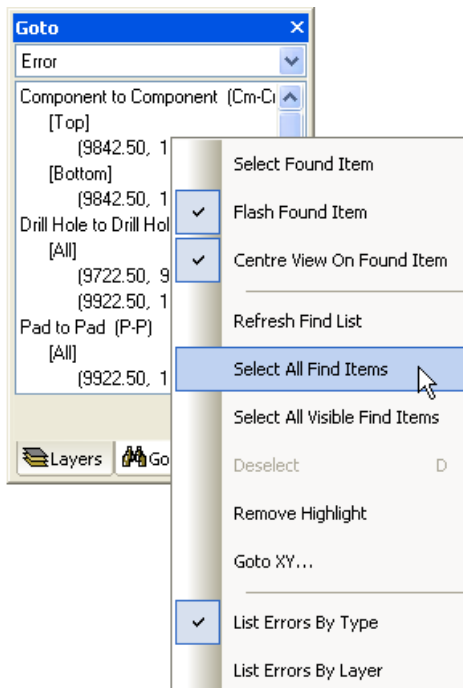 Goto
Error
Component to Component (Cm-C
[Top]
(9842.50, 1
[Bottom]
(9842.50, 1
Drill Hole to Drill Hol
[All]
(9722.50, 9
(9922.50, 1
Pad to Pad (P-P)
[All]
(9922.50, 1
Layers
Go
Select Found Item
Flash Found Item
Centre View On Found Item
Refresh Find List
Select All Find Items
Select All Visible Find Items
Deselect D
Remove Highlight
Goto XY...
List Errors By Type
List Errors By Layer